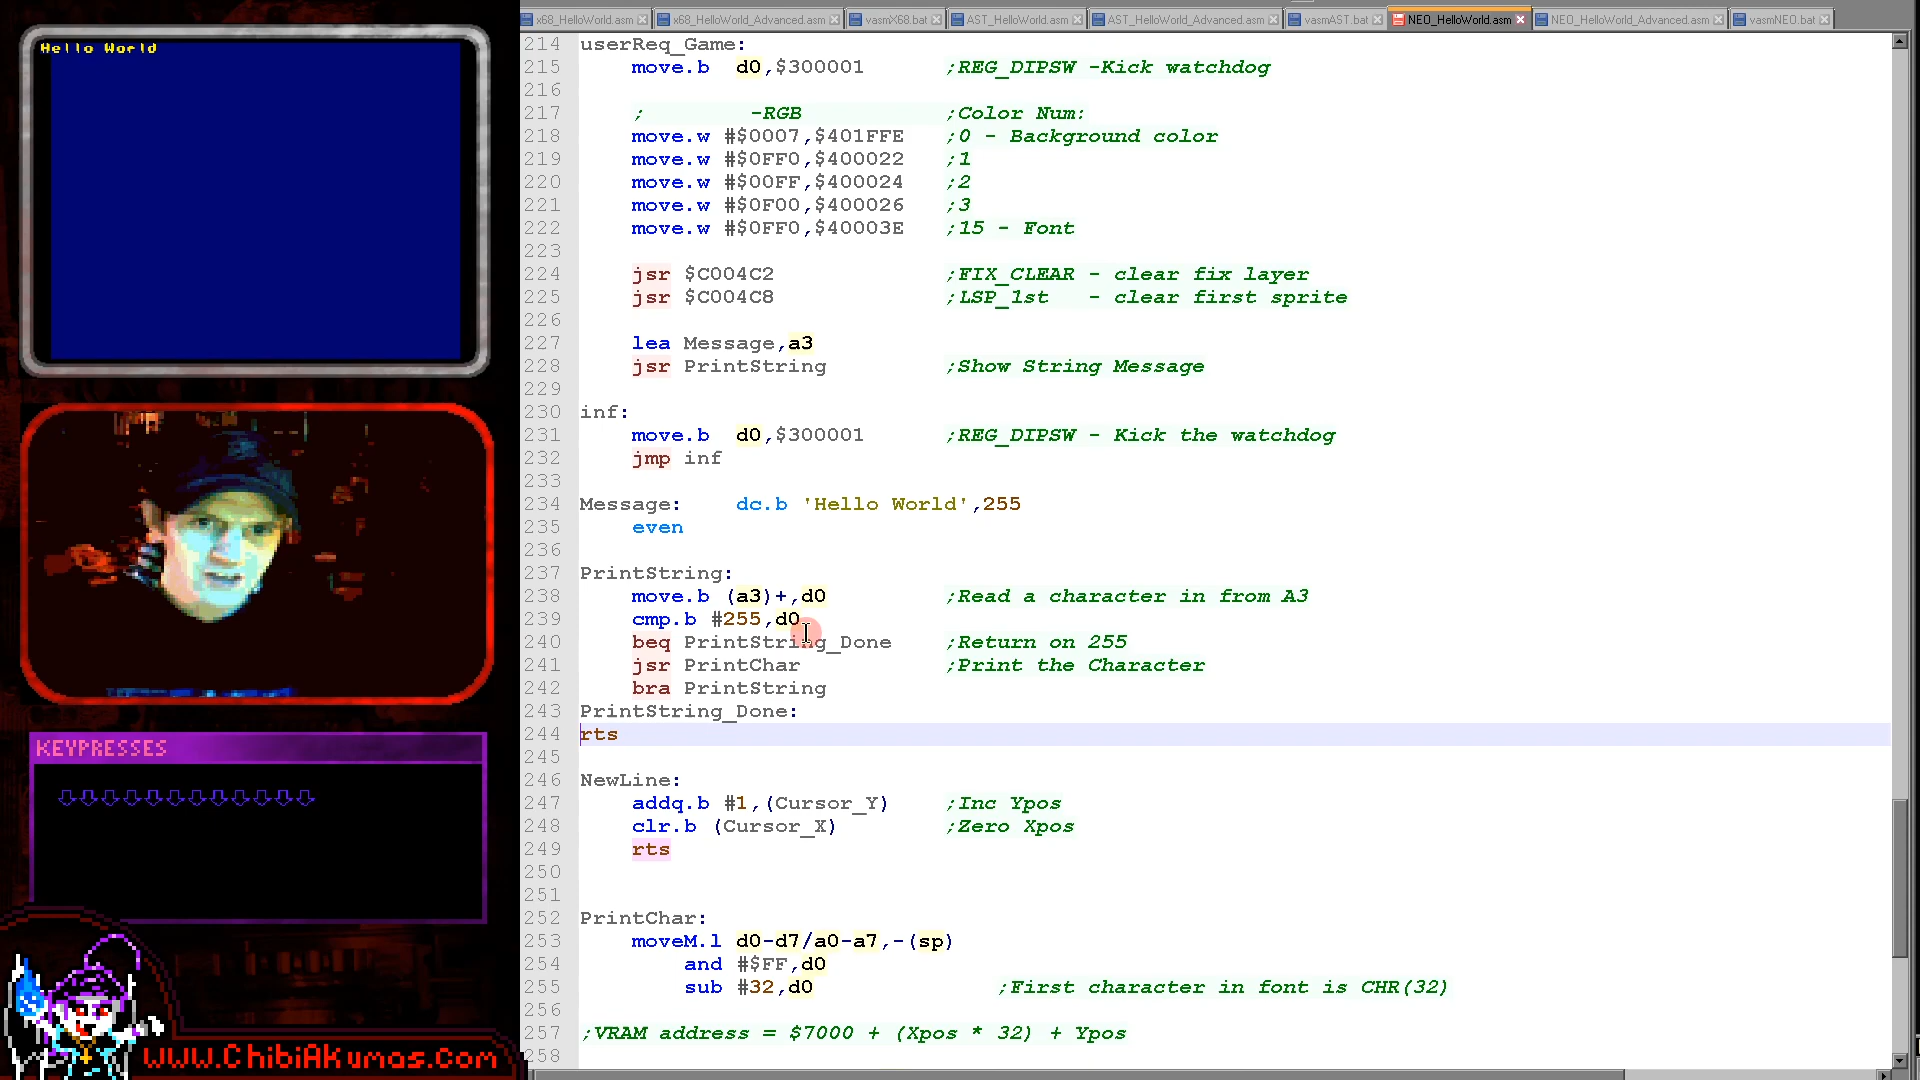 x68_HelloWorld.asm x68_HelloWorld_Advanced.asm vasmX68.bat AST_HelloWorld.asm AST_HelloWorld_Advanced.asm vasmAST.bat NEO_HelloWorld.asm NEO_HelloWorld_Advanced.asm vasmNEO.bat
Hello World
214 userReq_Game:
215 move.b d0,$300001 ;REG_DIPSW -Kick watchdog
216
217 ; -RGB ;Color Num:
218 move.w #$0007,$401FFE ;0 - Background color
219 move.w #$0FF0,$400022 ;1
220 move.w #$00FF,$400024 ;2
221 move.w #$0F00,$400026 ;3
222 move.w #$0FF0,$40003E ;15 - Font
223
224 jsr $C004C2 ;FIX_CLEAR - clear fix layer
225 jsr $C004C8 ;LSP_1st - clear first sprite
226
227 lea Message,a3
228 jsr PrintString ;Show String Message
229
230 inf:
231 move.b d0,$300001 ;REG_DIPSW - Kick the watchdog
232 jmp inf
233
234 Message: dc.b 'Hello World',255
235 even
236
237 PrintString:
238 move.b (a3)+,d0 ;Read a character in from A3
239 cmp.b #255,d0
240 beq PrintString_Done ;Return on 255
241 jsr PrintChar ;Print the Character
242 bra PrintString
243 PrintString_Done:
244 rts
245
246 NewLine:
247 addq.b #1,(Cursor_Y) ;Inc Ypos
248 clr.b (Cursor_X) ;Zero Xpos
249 rts
250
251
252 PrintChar:
253 moveM.l d0-d7/a0-a7,-(sp)
254 and #$FF,d0
255 sub #32,d0 ;First character in font is CHR(32)
256
257 ;VRAM address = $7000 + (Xpos * 32) + Ypos
258
KEYPRESSES
⇩⇩⇩⇩⇩⇩⇩⇩⇩⇩⇩⇩
www.ChibiAkumas.com